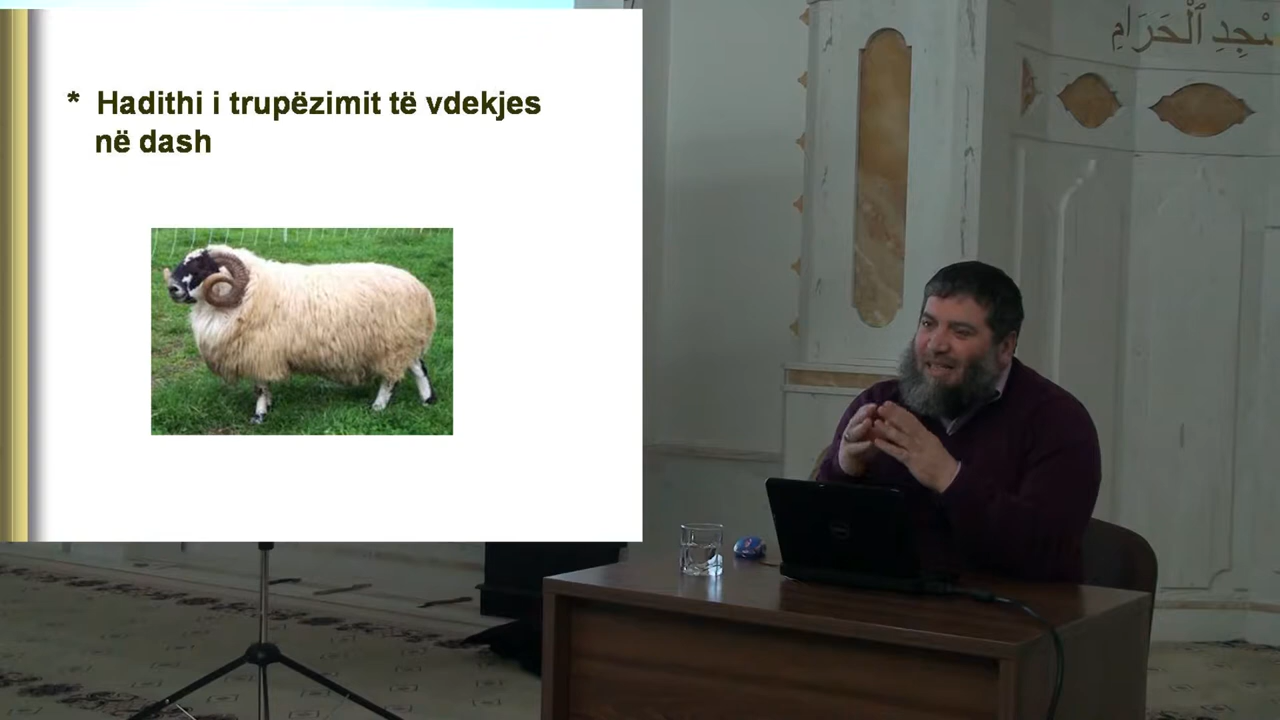 * Hadithi i trupëzimit të vdekjes
në dash
الْحَرَامِ